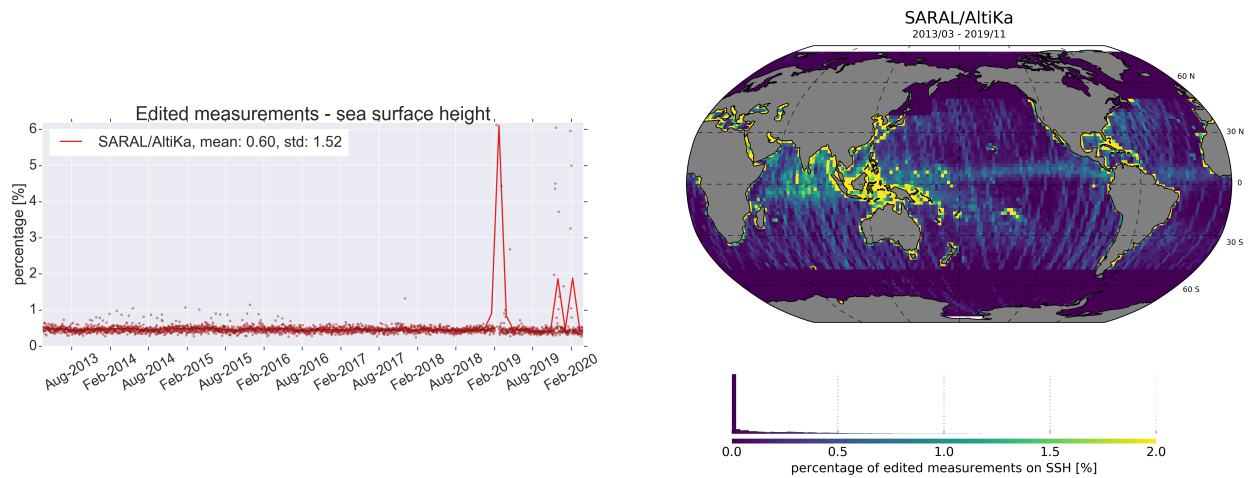 Edited measurements - sea surface height
SARAL/AltiKa, mean: 0.60, std: 1.52
percentage [%]
6
5
4
3
2
1
0
Aug-2013
Feb-2014
Aug-2014
Feb-2015
Aug-2015
Feb-2016
Aug-2016
Feb-2017
Aug-2017
Feb-2018
Aug-2018
Feb-2019
Aug-2019
Feb-2020
SARAL/AltiKa
2013/03 - 2019/11
60 N
30 N
0
30 S
60 S
0.0 0.5 1.0 1.5 2.0
percentage of edited measurements on SSH [%]